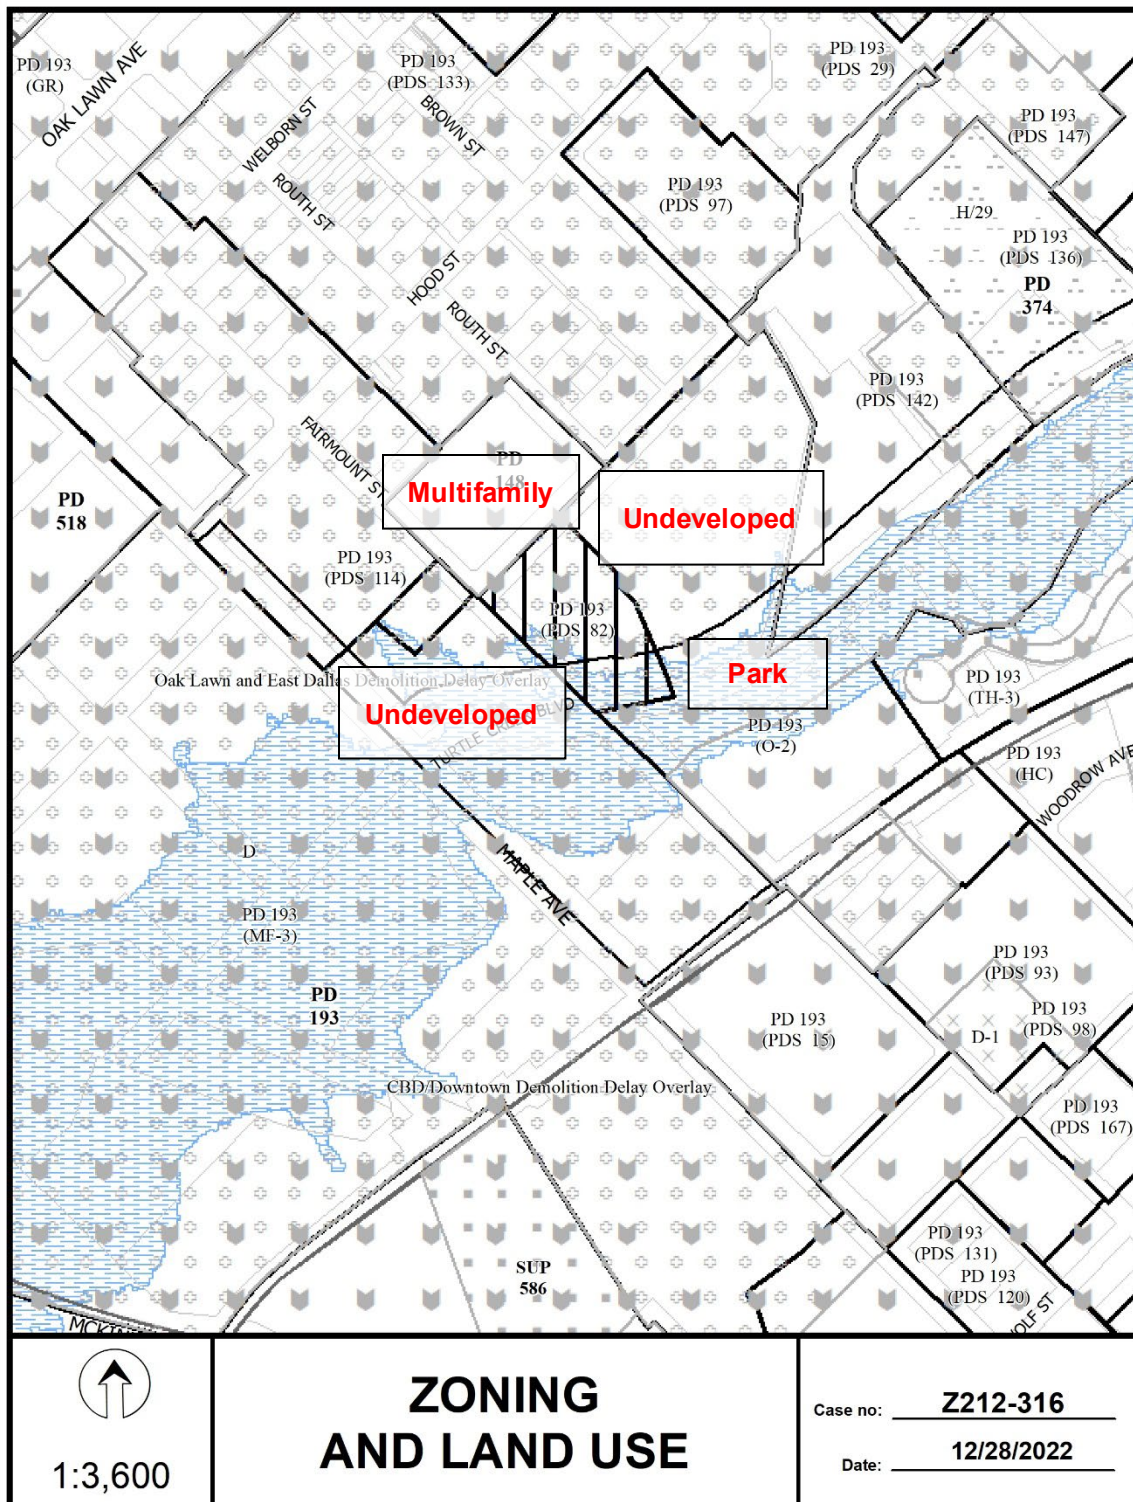 PD 193
(GR)
OAK LAWN AVE
PD 193
(PDS 133)
BROWN ST
WELBORN ST
ROUTH ST
PD 193
(PDS 29)
PD 193
(PDS 147)
PD 193
(PDS 97)
H/29
PD 193
(PDS 136)
PD
374
HOOD ST
ROUTH ST
PD 193
(PDS 142)
FAIRMOUNT ST
PD
148
Multifamily
Undeveloped
PD
518
PD 193
(PDS 114)
PD 193
(PDS 82)
Park
Oak Lawn and East Dallas Demolition Delay Overlay
Undeveloped
TURTLE CREEK BLVD
PD 193
(TH-3)
PD 193
(O-2)
PD 193
(HC)
WOODROW AVE
D
MAPLE AVE
PD 193
(MF-3)
PD
193
PD 193
(PDS 93)
PD 193
(PDS 15)
PD 193
(PDS 98)
D-1
CBD/Downtown Demolition Delay Overlay
PD 193
(PDS 167)
PD 193
(PDS 131)
PD 193
(PDS 120)
SUP
586
ZONING
AND LAND USE
1:3,600
Case no: Z212-316
Date: 12/28/2022